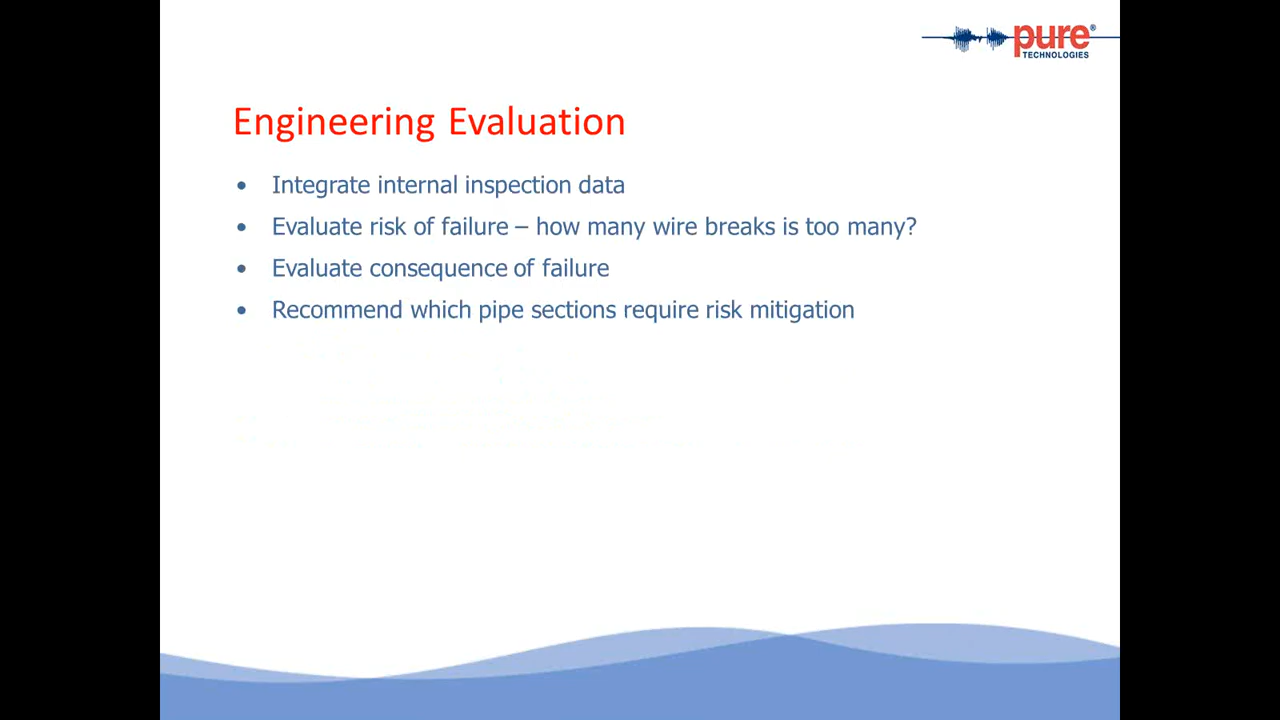 pure®
TECHNOLOGIES
Engineering Evaluation
• Integrate internal inspection data
• Evaluate risk of failure – how many wire breaks is too many?
• Evaluate consequence of failure
• Recommend which pipe sections require risk mitigation